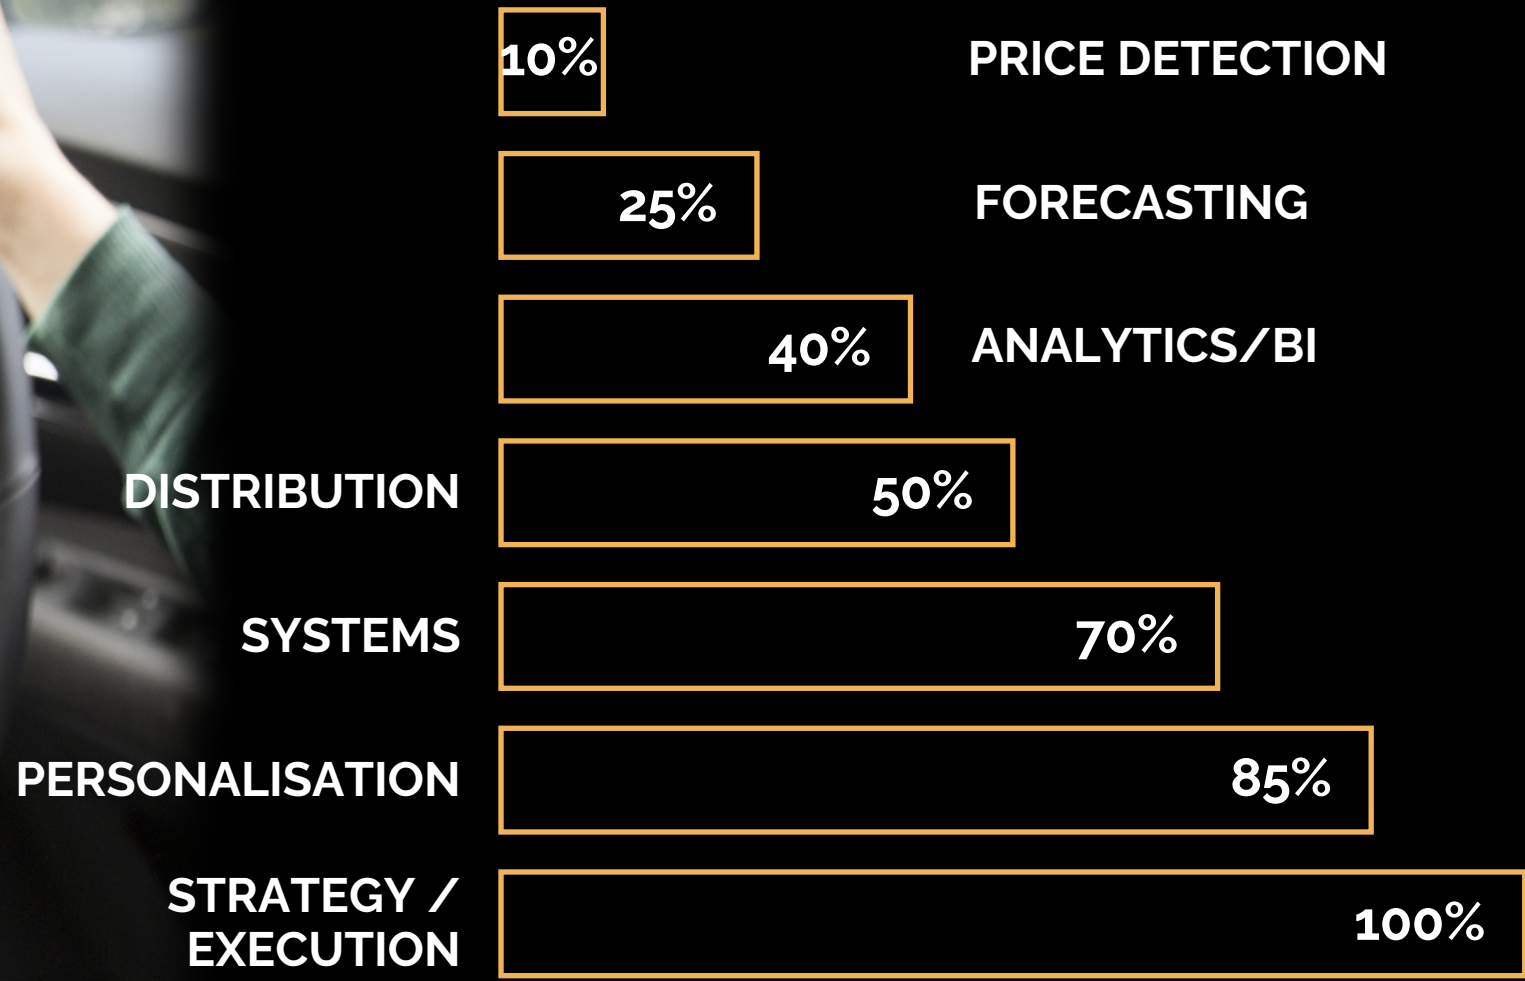 10% PRICE DETECTION
25% FORECASTING
40% ANALYTICS/BI
DISTRIBUTION 50%
SYSTEMS 70%
PERSONALISATION 85%
STRATEGY /
EXECUTION 100%